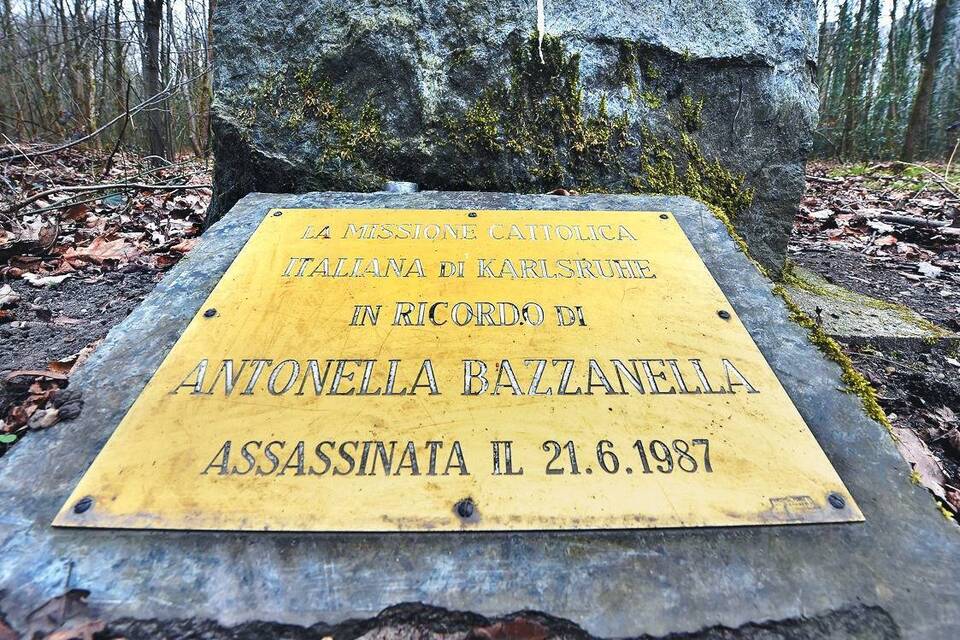 LA MISSIONE CATTOLICA
ITALIANA DI KARLSRUHE
IN RICORDO DI
ANTONELLA BAZZANELLA
ASSASSINATA IL 21.6.1987